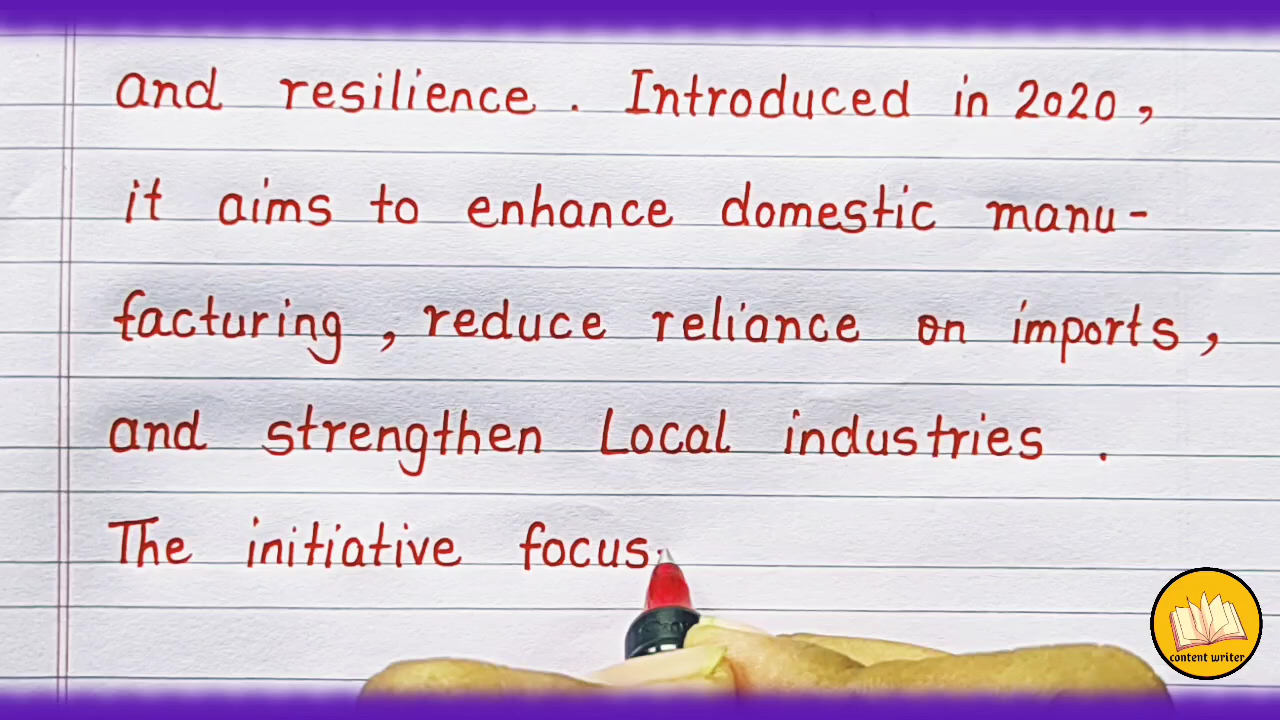 and resilience. Introduced in 2020,
it aims to enhance domestic manu-
facturing, reduce reliance on imports,
and strengthen Local industries.
The initiative focus
content writer